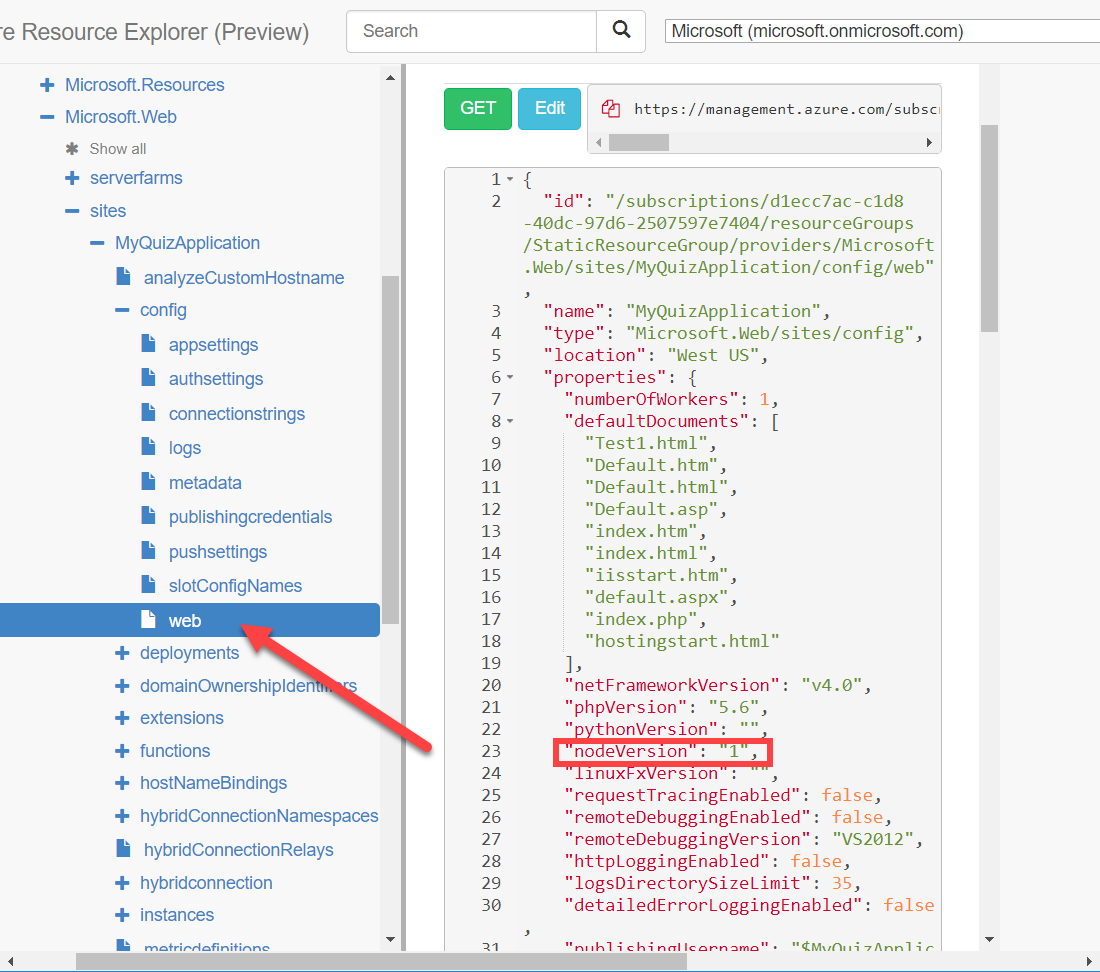 re Resource Explorer (Preview)
Search
Microsoft (microsoft.onmicrosoft.com)
Microsoft.Resources
Microsoft.Web
Show all
serverfarms
sites
MyQuizApplication
analyzeCustomHostname
config
appsettings
authsettings
connectionstrings
logs
metadata
publishingcredentials
pushsettings
slotConfigNames
web
deployments
domainOwnershipIdentifiers
extensions
functions
hostNameBindings
hybridConnectionNamespaces
hybridConnectionRelays
hybridconnection
instances
metricdefinitions
GET
Edit
https://management.azure.com/subsc
1 {
2 "id": "/subscriptions/d1ecc7ac-c1d8
-40dc-97d6-2507597e7404/resourceGroups
/StaticResourceGroup/providers/Microsoft
.Web/sites/MyQuizApplication/config/web"
,
3 "name": "MyQuizApplication",
4 "type": "Microsoft.Web/sites/config",
5 "location": "West US",
6 "properties": {
7 "numberOfWorkers": 1,
8 "defaultDocuments": [
9 "Test1.html",
10 "Default.htm",
11 "Default.html",
12 "Default.asp",
13 "index.htm",
14 "index.html",
15 "iisstart.htm",
16 "default.aspx",
17 "index.php",
18 "hostingstart.html"
19 ],
20 "netFrameworkVersion": "v4.0",
21 "phpVersion": "5.6",
22 "pythonVersion": "",
23 "nodeVersion": "1",
24 "linuxFxVersion": "",
25 "requestTracingEnabled": false,
26 "remoteDebuggingEnabled": false,
27 "remoteDebuggingVersion": "VS2012",
28 "httpLoggingEnabled": false,
29 "logsDirectorySizeLimit": 35,
30 "detailedErrorLoggingEnabled": false
,
31 "publishingUsername": "$MyQuizApplic